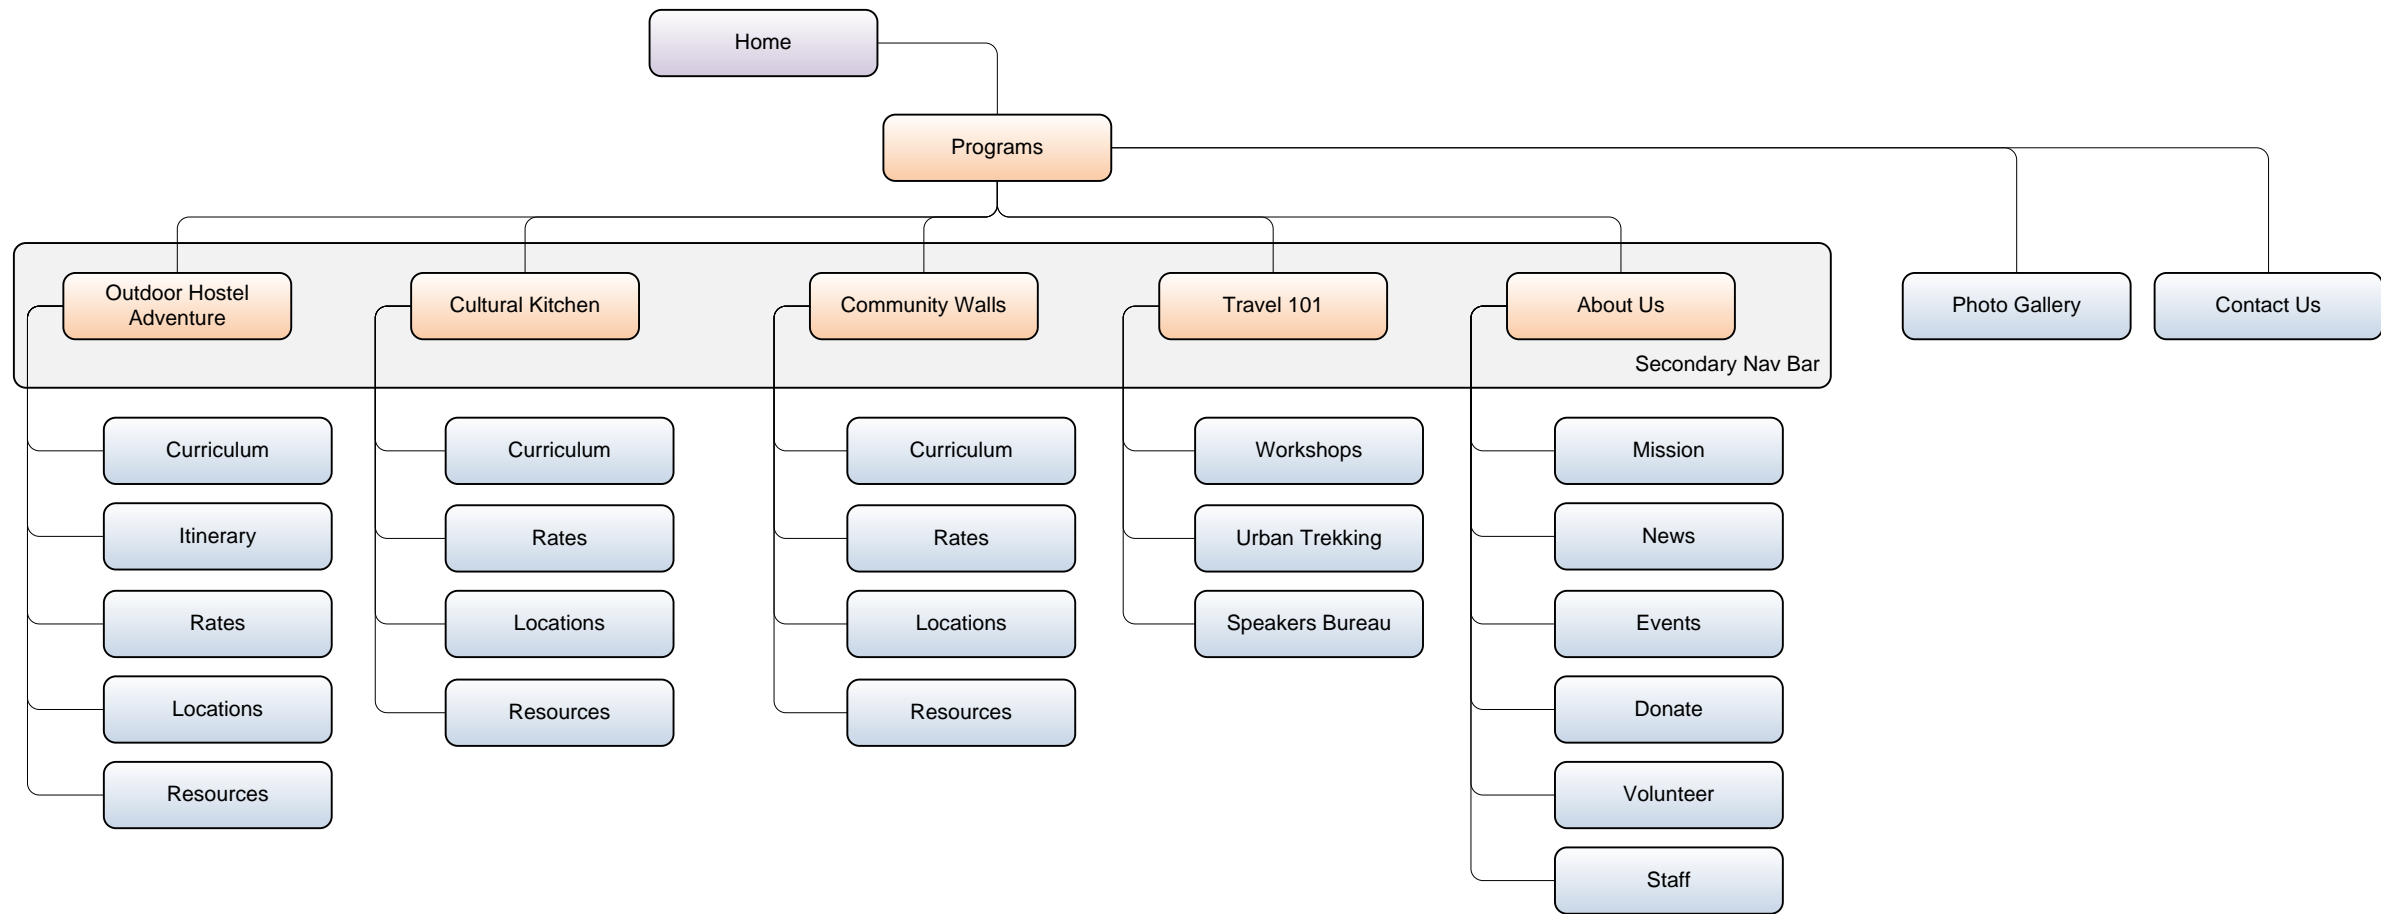 Home
Programs
Outdoor Hostel
Adventure
Cultural Kitchen
Community Walls
Travel 101
About Us
Photo Gallery
Contact Us
Secondary Nav Bar
Curriculum
Itinerary
Rates
Locations
Resources
Curriculum
Rates
Locations
Resources
Curriculum
Rates
Locations
Resources
Workshops
Urban Trekking
Speakers Bureau
Mission
News
Events
Donate
Volunteer
Staff